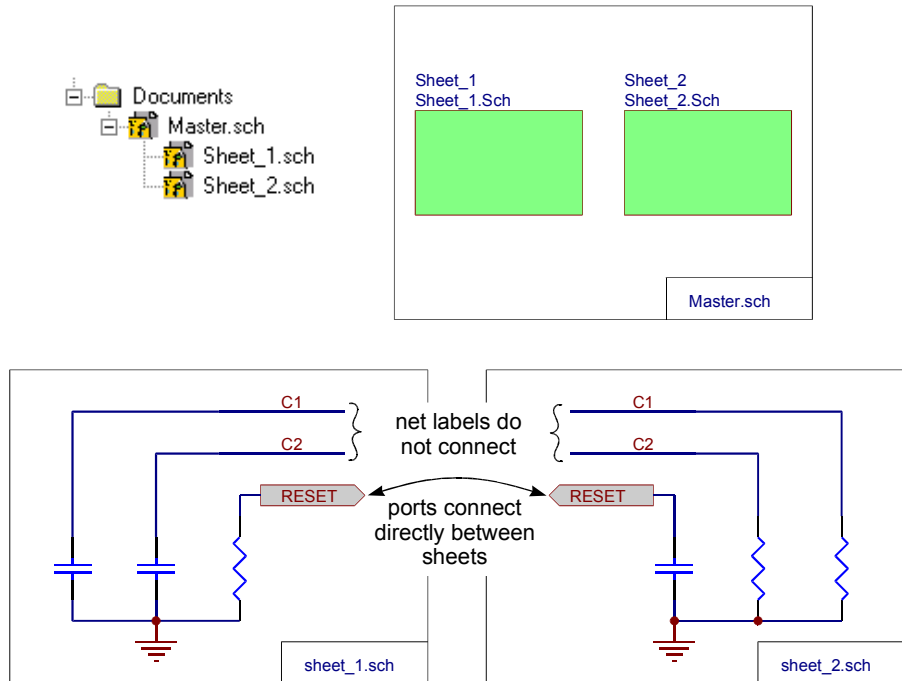 Documents
Master.sch
Sheet_1.sch
Sheet_2.sch
Sheet_1
Sheet_1.Sch
Sheet_2
Sheet_2.Sch
Master.sch
C1
C2
RESET
sheet_1.sch
net labels do
not connect
ports connect
directly between
sheets
C1
C2
RESET
sheet_2.sch